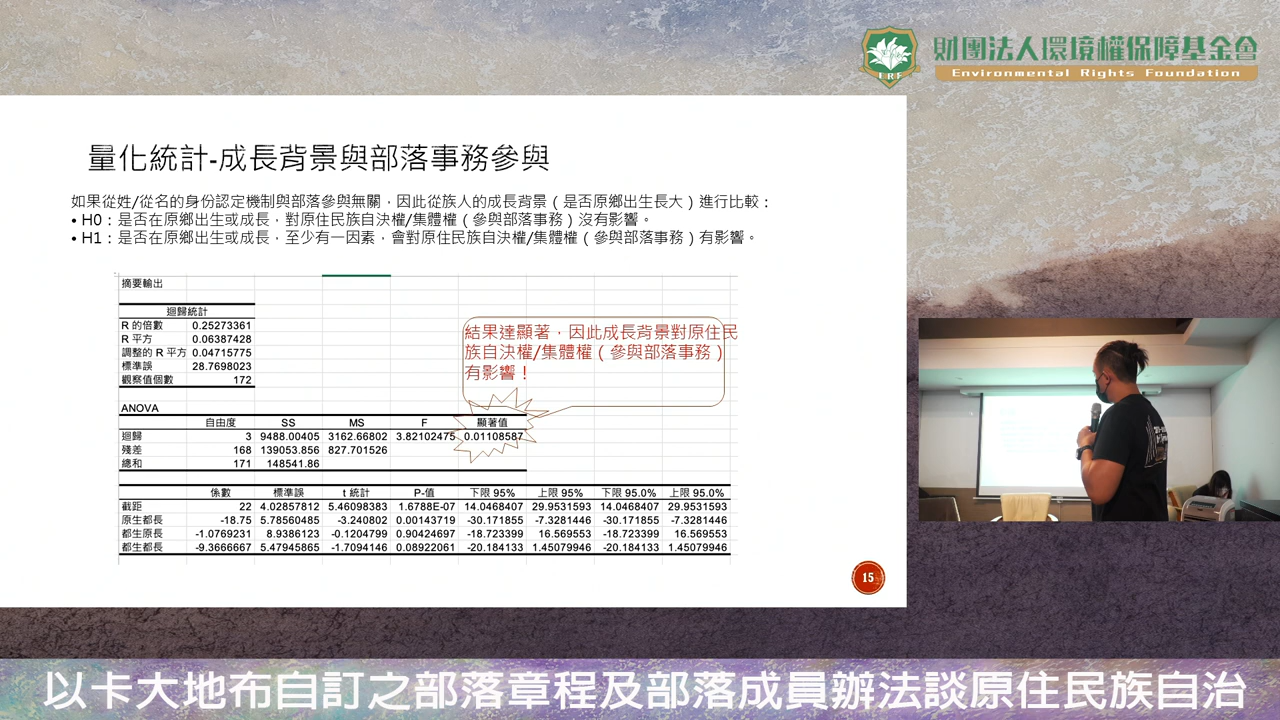 財團法人環境權保障基金會
Environmental Rights Foundation
ERF
量化統計-成長背景與部落事務參與
如果從姓/從名的身份認定機制與部落參與無關，因此從族人的成長背景（是否原鄉出生長大）進行比較：
• H0：是否在原鄉出生或成長，對原住民族自決權/集體權（參與部落事務）沒有影響。
• H1：是否在原鄉出生或成長，至少有一因素，會對原住民族自決權/集體權（參與部落事務）有影響。
摘要輸出
迴歸統計
R 的倍數 0.25273361
R 平方 0.06387428
調整的 R 平方 0.04715775
標準誤 28.7698023
觀察值個數 172
結果達顯著，因此成長背景對原住民
族自決權/集體權（參與部落事務）
有影響！
ANOVA
自由度 SS MS F 顯著值
迴歸 3 9488.00405 3162.66802 3.82102475 0.01108587
殘差 168 139053.856 827.701526
總和 171 148541.86
係數 標準誤 t 統計 P-值 下限 95% 上限 95% 下限 95.0% 上限 95.0%
截距 22 4.02857812 5.46098383 1.6788E-07 14.0468407 29.9531593 14.0468407 29.9531593
原生都長 -18.75 5.78560485 -3.240802 0.00143719 -30.171855 -7.3281446 -30.171855 -7.3281446
都生原長 -1.0769231 8.9386123 -0.1204799 0.90424697 -18.723399 16.569553 -18.723399 16.569553
都生都長 -9.3666667 5.47945865 -1.7094146 0.08922061 -20.184133 1.45079946 -20.184133 1.45079946
15
以卡大地布自訂之部落章程及部落成員辦法談原住民族自治